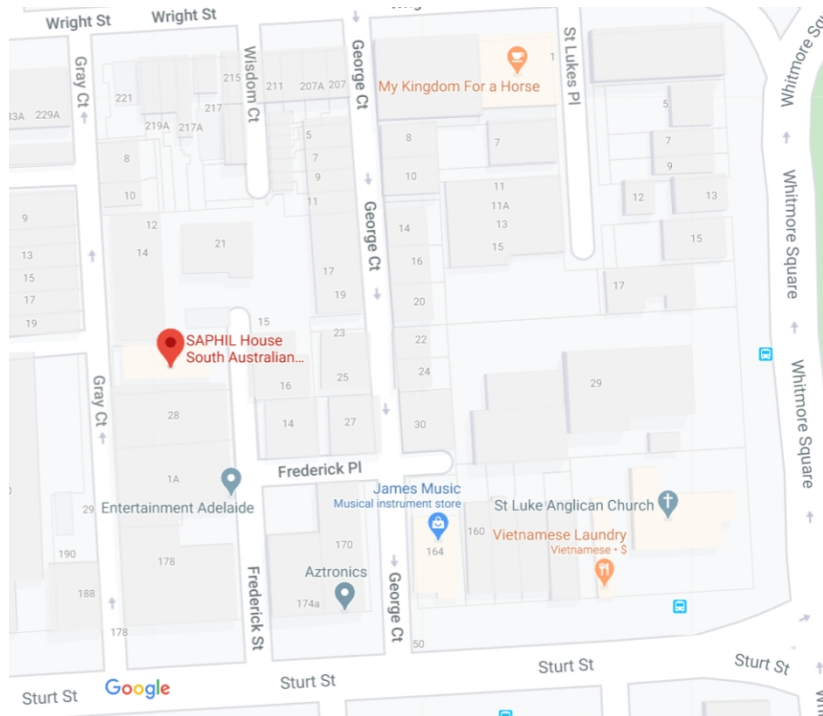 Wright St
Wright St
Gray Ct
Wisdom Ct
George Ct
St Lukes Pl
Whitmore Square
1
My Kingdom For a Horse
215
211
207A
207
221
217
219A
217A
229A
5
5
8
7
8
7
7
9
9
10
10
11
11
11A
12
13
9
12
14
21
14
13
15
15
George Ct
Whitmore Square
13
15
17
19
17
16
19
20
17
15
23
22
SAPHIL House
South Australian...
25
24
16
29
Gray Ct
Whitmore Square
28
14
27
30
Frederick Pl
1A
James Music
Musical instrument store
Entertainment Adelaide
St Luke Anglican Church
29
Vietnamese Laundry
Vietnamese • $
190
178
170
164
160
Aztronics
188
174a
Frederick St
George Ct
178
50
Sturt St
Google
Sturt St
Sturt St
Sturt St